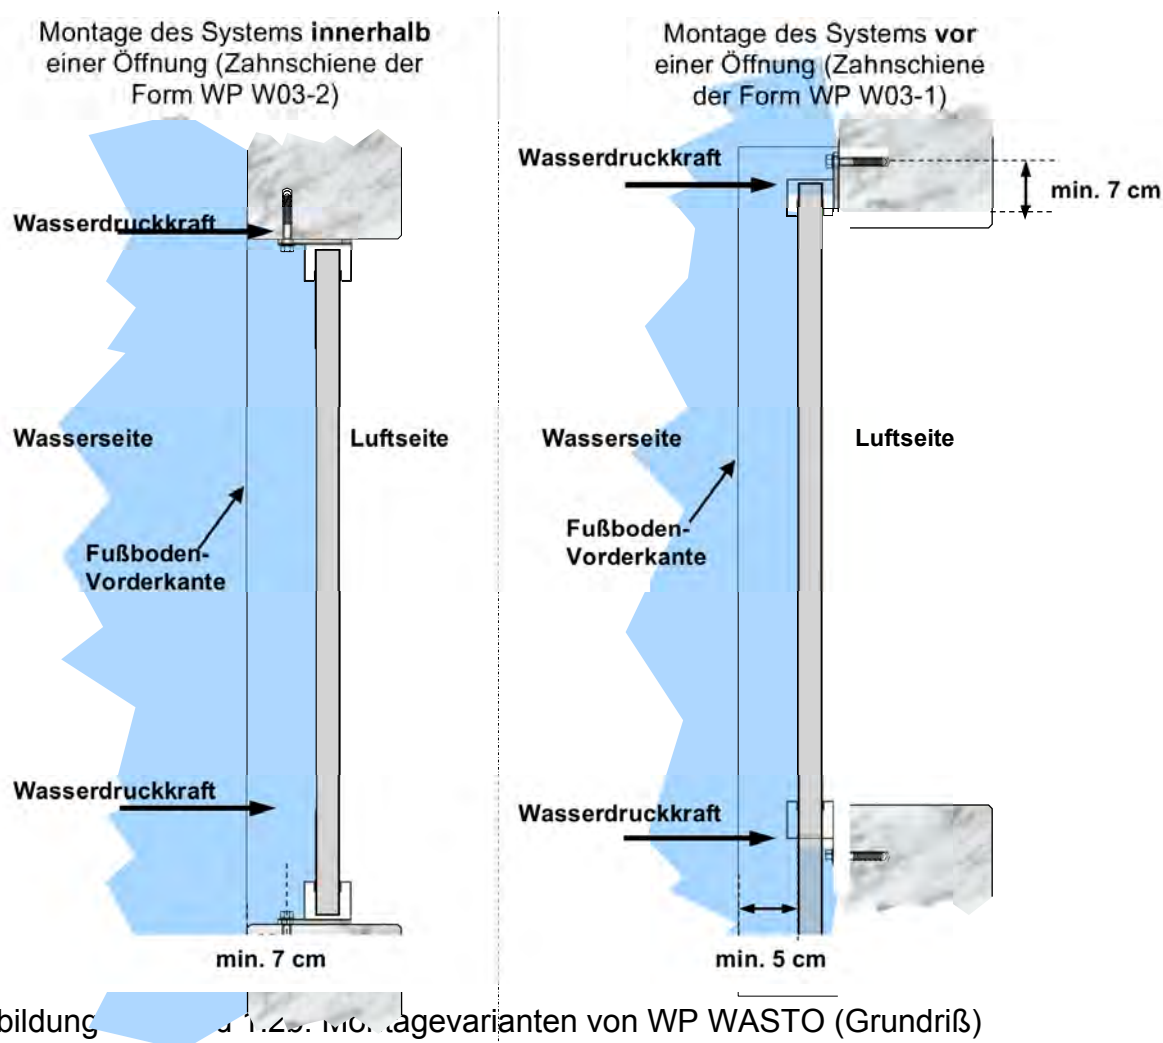 Montage des Systems innerhalb
einer Öffnung (Zahnschiene der
Form WP W03-2)
Wasserdruckkraft
Wasserseite
Luftseite
Fußboden-
Vorderkante
Wasserdruckkraft
min. 7 cm
Montage des Systems vor
einer Öffnung (Zahnschiene
der Form WP W03-1)
Wasserdruckkraft
min. 7 cm
Wasserseite
Luftseite
Fußboden-
Vorderkante
Wasserdruckkraft
min. 5 cm
bildung Montagevarianten von WP WASTO (Grundriß)